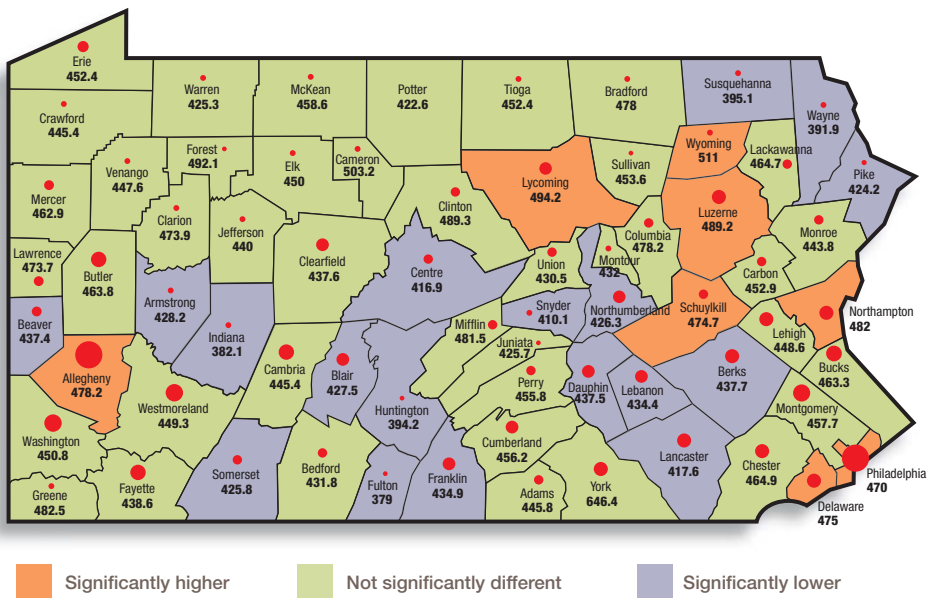 Erie
452.4
Warren
425.3
McKean
458.6
Potter
422.6
Tioga
452.4
Bradford
478
Susquehanna
395.1
Wayne
391.9
Crawford
445.4
Forest
492.1
Elk
450
Cameron
503.2
Venango
447.6
Mercer
462.9
Clarion
473.9
Jefferson
440
Clinton
489.3
Lycoming
494.2
Sullivan
453.6
Wyoming
511
Lackawanna
464.7
Pike
424.2
Luzerne
489.2
Monroe
443.8
Columbia
478.2
Montour
432
Union
430.5
Carbon
452.9
Lawrence
473.7
Butler
463.8
Clearfield
437.6
Centre
416.9
Armstrong
428.2
Snyder
410.1
Northumberland
426.3
Schuylkill
474.7
Northampton
482
Beaver
437.4
Indiana
382.1
Mifflin
481.5
Juniata
425.7
Lehigh
448.6
Allegheny
478.2
Cambria
445.4
Blair
427.5
Perry
455.8
Dauphin
437.5
Lebanon
434.4
Berks
437.7
Bucks
463.3
Westmoreland
449.3
Huntington
394.2
Montgomery
457.7
Washington
450.8
Cumberland
456.2
Lancaster
417.6
Chester
464.9
Philadelphia
470
Greene
482.5
Fayette
438.6
Somerset
425.8
Bedford
431.8
Fulton
379
Franklin
434.9
Adams
445.8
York
646.4
Delaware
475
Significantly higher
Not significantly different
Significantly lower